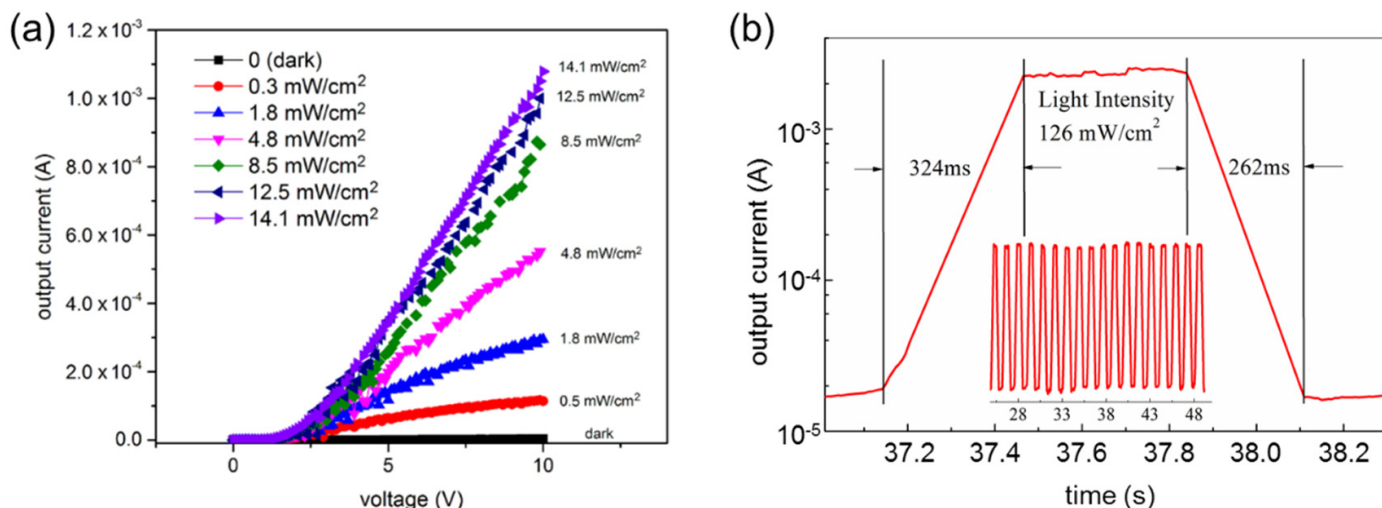 (a)
1.2 x 10⁻³
1.0 x 10⁻³
8.0 x 10⁻⁴
6.0 x 10⁻⁴
4.0 x 10⁻⁴
2.0 x 10⁻⁴
0.0
output current (A)
0 (dark)
0.3 mW/cm²
1.8 mW/cm²
4.8 mW/cm²
8.5 mW/cm²
12.5 mW/cm²
14.1 mW/cm²
14.1 mW/cm²
12.5 mW/cm²
8.5 mW/cm²
4.8 mW/cm²
1.8 mW/cm²
0.5 mW/cm²
dark
0 5 10
voltage (V)
(b)
10⁻³
10⁻⁴
10⁻⁵
output current (A)
Light Intensity
126 mW/cm²
324ms
262ms
28 33 38 43 48
37.2 37.4 37.6 37.8 38.0 38.2
time (s)